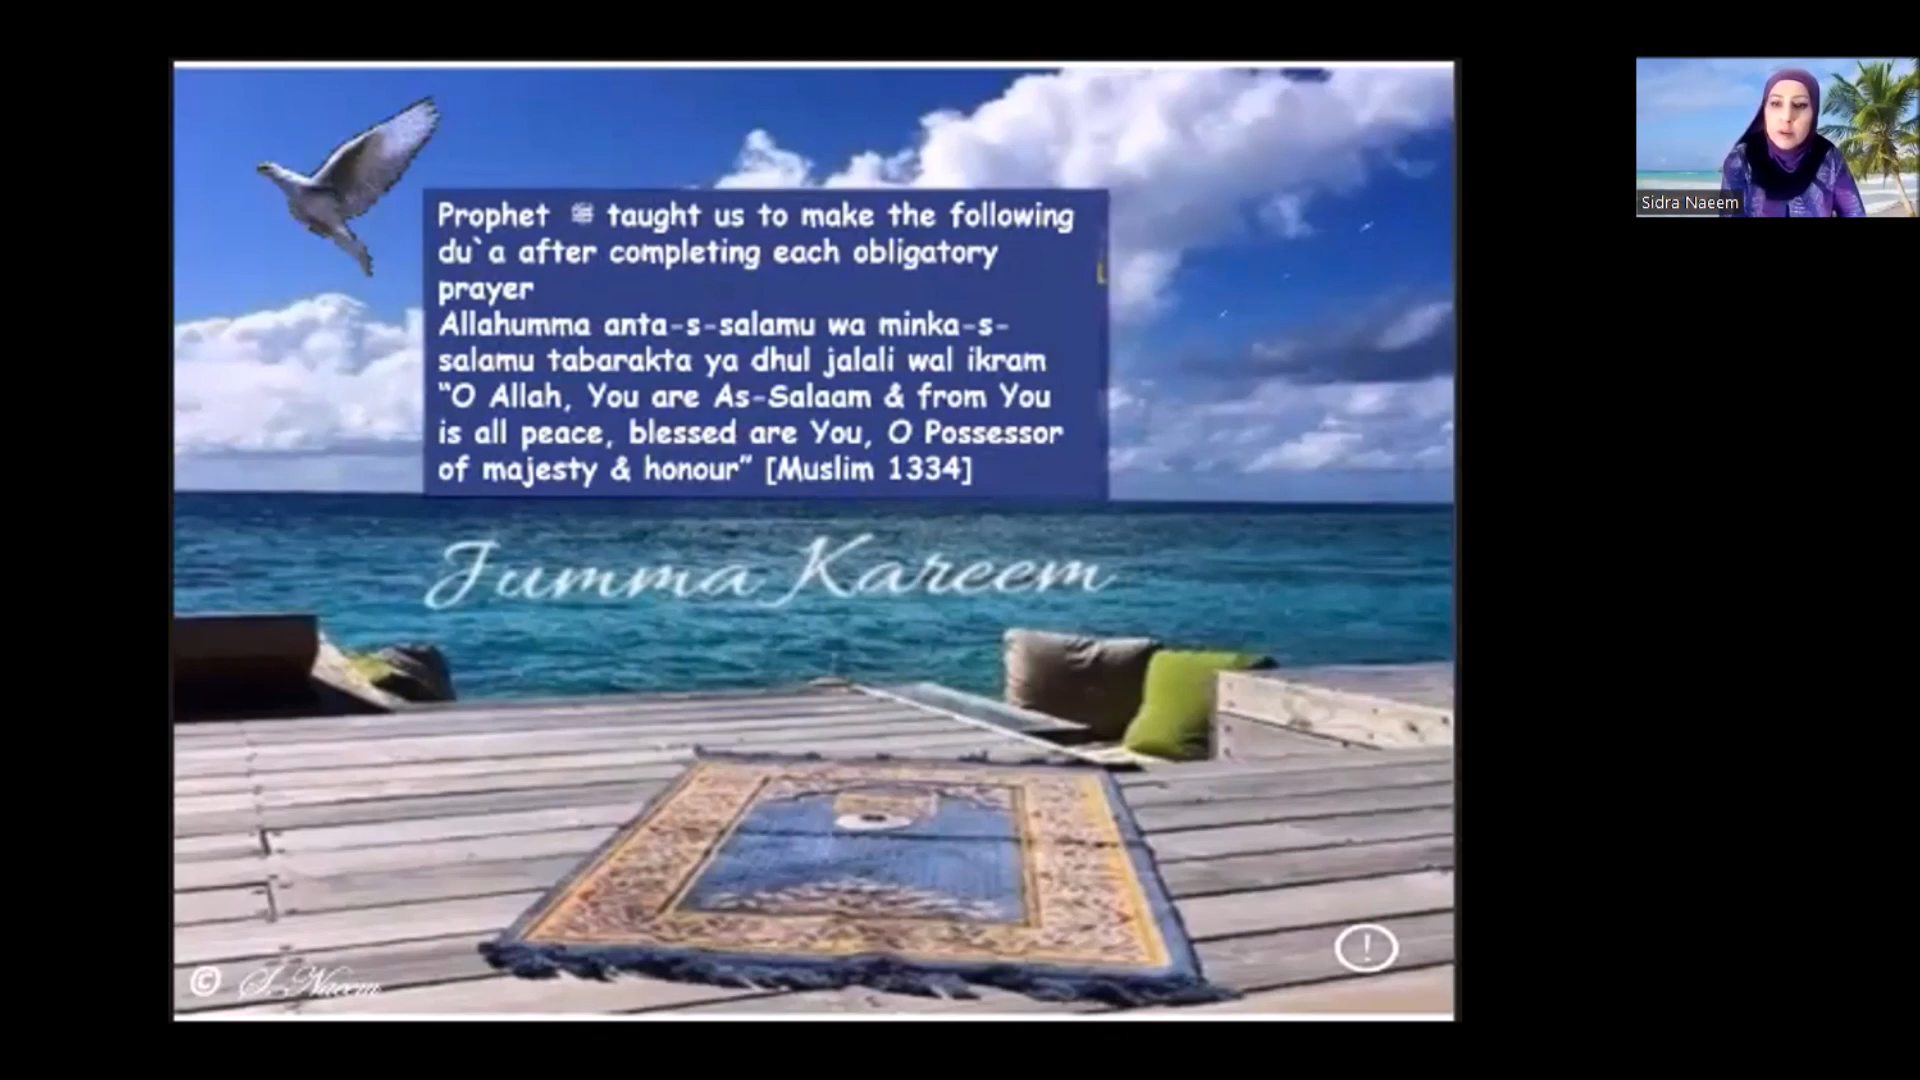 Prophet ﷺ taught us to make the following
du`a after completing each obligatory
prayer
Allahumma anta-s-salamu wa minka-s-
salamu tabarakta ya dhul jalali wal ikram
“O Allah, You are As-Salaam & from You
is all peace, blessed are You, O Possessor
of majesty & honour” [Muslim 1334]
Jumma Kareem
© S. Naeem
!
Sidra Naeem